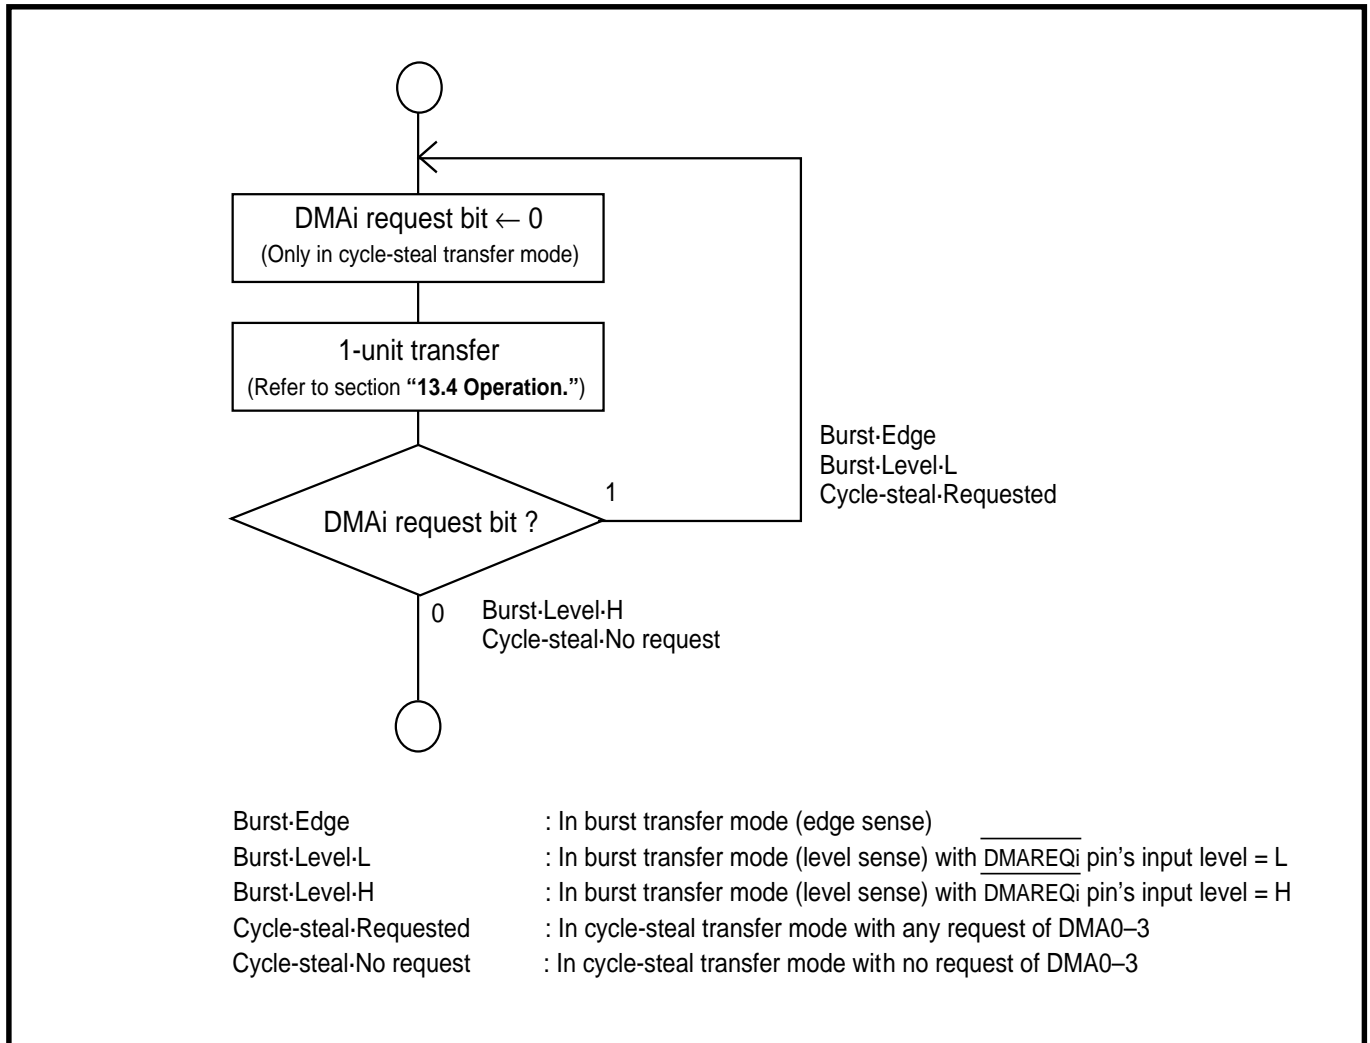 DMAi request bit ← 0
(Only in cycle-steal transfer mode)
1-unit transfer
(Refer to section “13.4 Operation.”)
DMAi request bit ?
1
Burst·Edge
Burst·Level·L
Cycle-steal·Requested
0
Burst·Level·H
Cycle-steal·No request
Burst·Edge : In burst transfer mode (edge sense)
Burst·Level·L : In burst transfer mode (level sense) with DMAREQi pin’s input level = L
Burst·Level·H : In burst transfer mode (level sense) with DMAREQi pin’s input level = H
Cycle-steal·Requested : In cycle-steal transfer mode with any request of DMA0–3
Cycle-steal·No request : In cycle-steal transfer mode with no request of DMA0–3